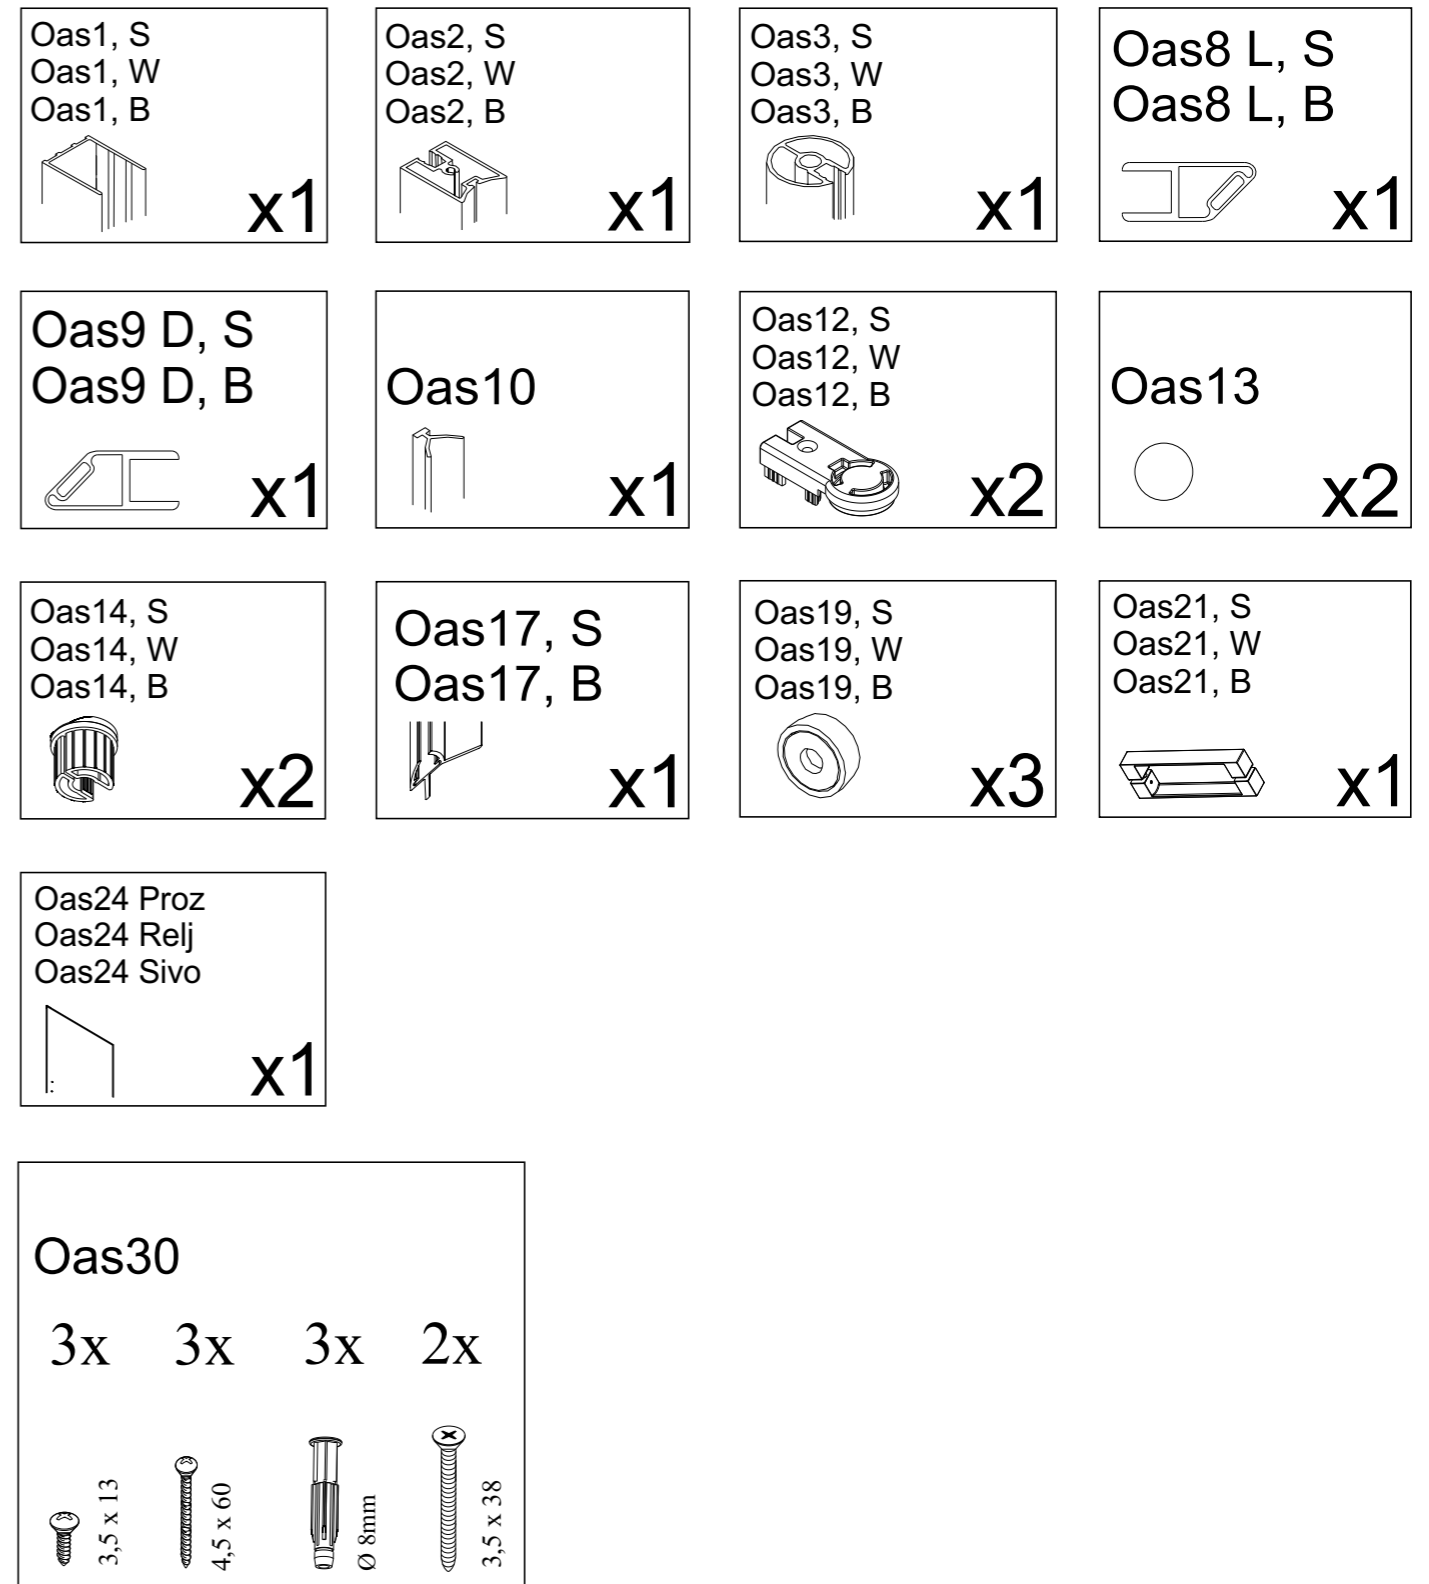 Oas1, S
Oas1, W
Oas1, B
x1
Oas2, S
Oas2, W
Oas2, B
x1
Oas3, S
Oas3, W
Oas3, B
x1
Oas8 L, S
Oas8 L, B
x1
Oas9 D, S
Oas9 D, B
x1
Oas10
x1
Oas12, S
Oas12, W
Oas12, B
x2
Oas13
x2
Oas14, S
Oas14, W
Oas14, B
x2
Oas17, S
Oas17, B
x1
Oas19, S
Oas19, W
Oas19, B
x3
Oas21, S
Oas21, W
Oas21, B
x1
Oas24 Proz
Oas24 Relj
Oas24 Sivo
x1
Oas30
3x 3x 3x 2x
3,5 x 13
4,5 x 60
Ø 8mm
3,5 x 38